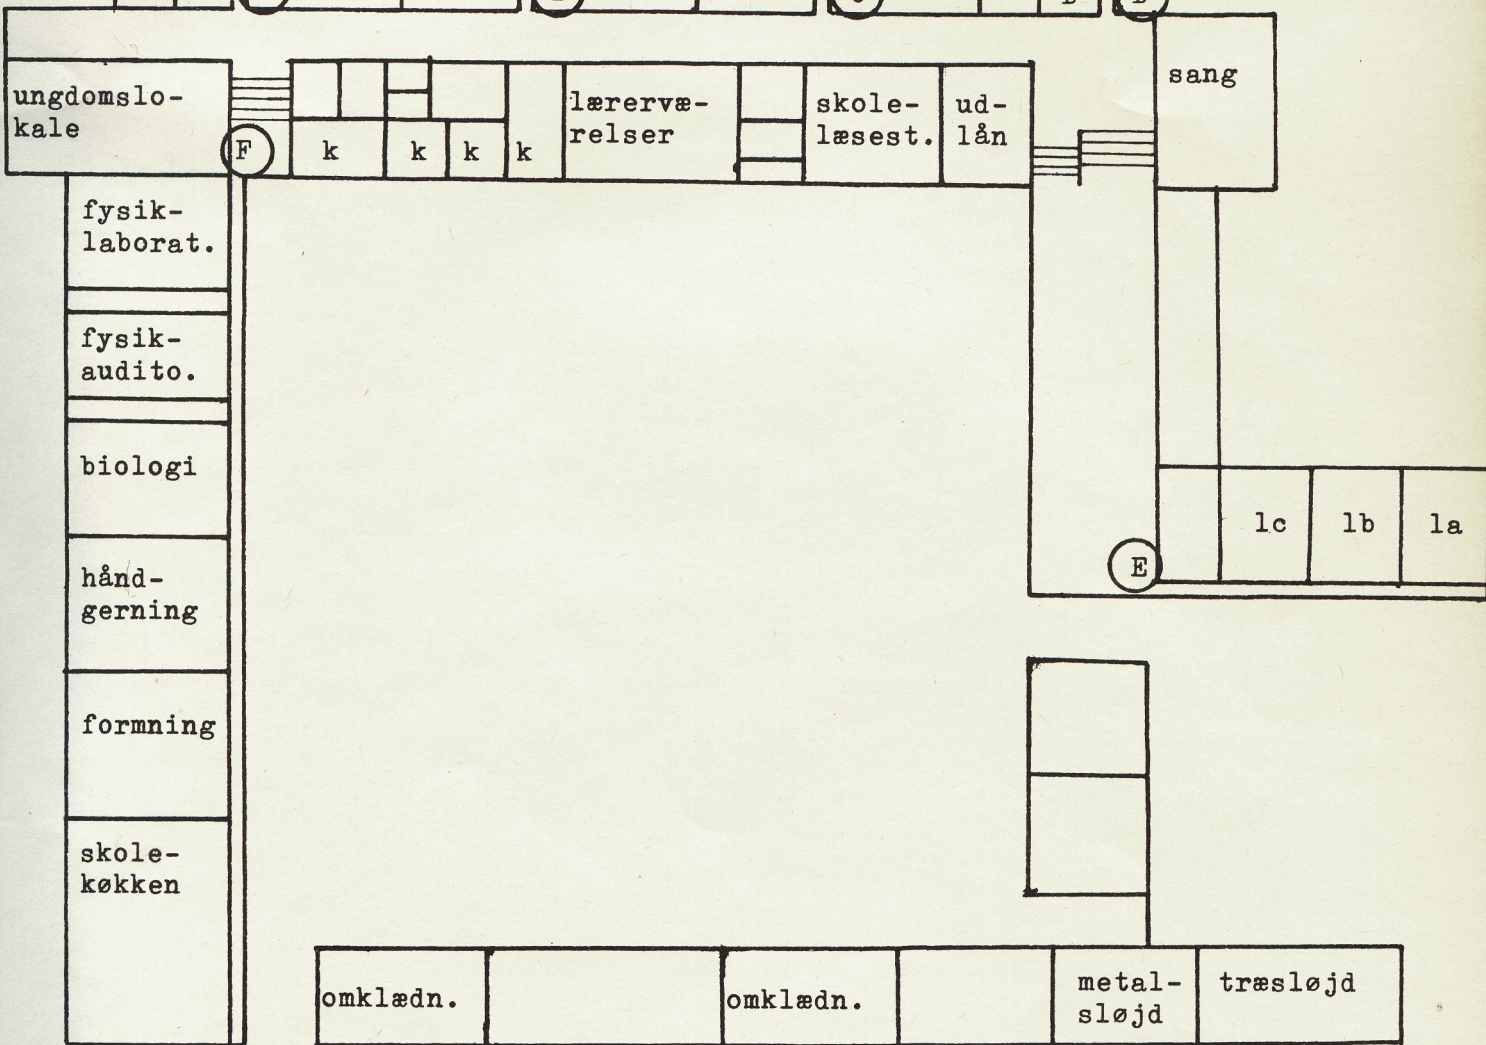 sang
ungdomslo-
kale
F
k
k
k
k
lærervæ-
relser
skole-
læsest.
ud-
lån
fysik-
laborat.
fysik-
audito.
biologi
hånd-
gerning
formning
skole-
køkken
E
lc
lb
la
omklædn.
omklædn.
metal-
sløjd
træsløjd